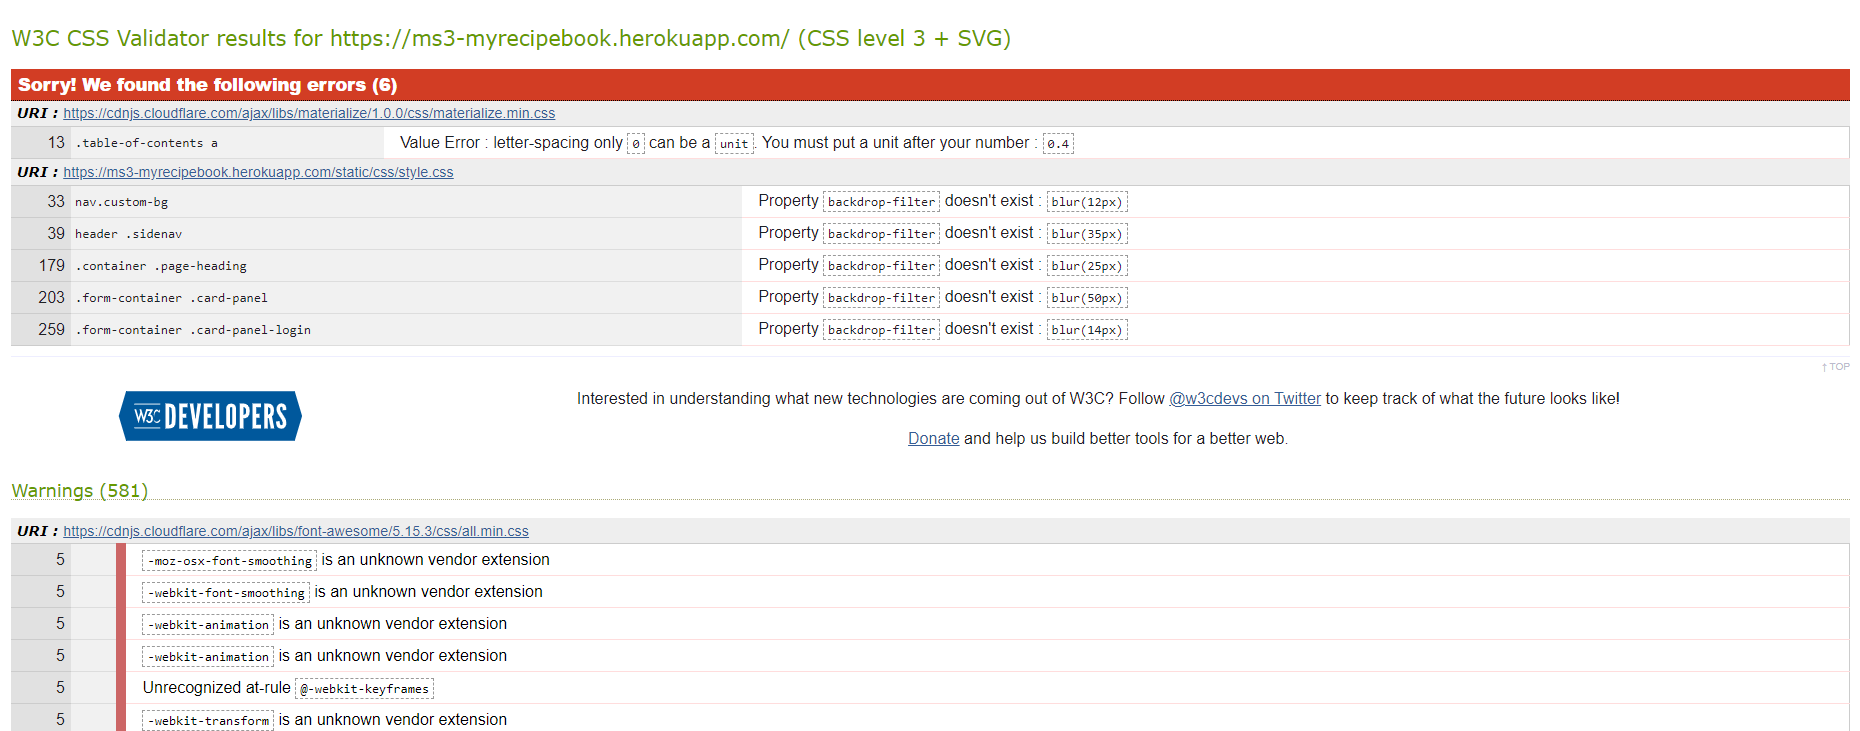 W3C CSS Validator results for https://ms3-myrecipebook.herokuapp.com/ (CSS level 3 + SVG)
Sorry! We found the following errors (6)
URI : https://cdnjs.cloudflare.com/ajax/libs/materialize/1.0.0/css/materialize.min.css
13 .table-of-contents a Value Error : letter-spacing only 0 can be a unit. You must put a unit after your number : 0.4
URI : https://ms3-myrecipebook.herokuapp.com/static/css/style.css
33 nav.custom-bg Property backdrop-filter doesn't exist : blur(12px)
39 header .sidenav Property backdrop-filter doesn't exist : blur(35px)
179 .container .page-heading Property backdrop-filter doesn't exist : blur(25px)
203 .form-container .card-panel Property backdrop-filter doesn't exist : blur(50px)
259 .form-container .card-panel-login Property backdrop-filter doesn't exist : blur(14px)
↑ TOP
W3C DEVELOPERS
Interested in understanding what new technologies are coming out of W3C? Follow @w3cdevs on Twitter to keep track of what the future looks like!
Donate and help us build better tools for a better web.
Warnings (581)
URI : https://cdnjs.cloudflare.com/ajax/libs/font-awesome/5.15.3/css/all.min.css
5 -moz-osx-font-smoothing is an unknown vendor extension
5 -webkit-font-smoothing is an unknown vendor extension
5 -webkit-animation is an unknown vendor extension
5 -webkit-animation is an unknown vendor extension
5 Unrecognized at-rule @-webkit-keyframes
5 -webkit-transform is an unknown vendor extension